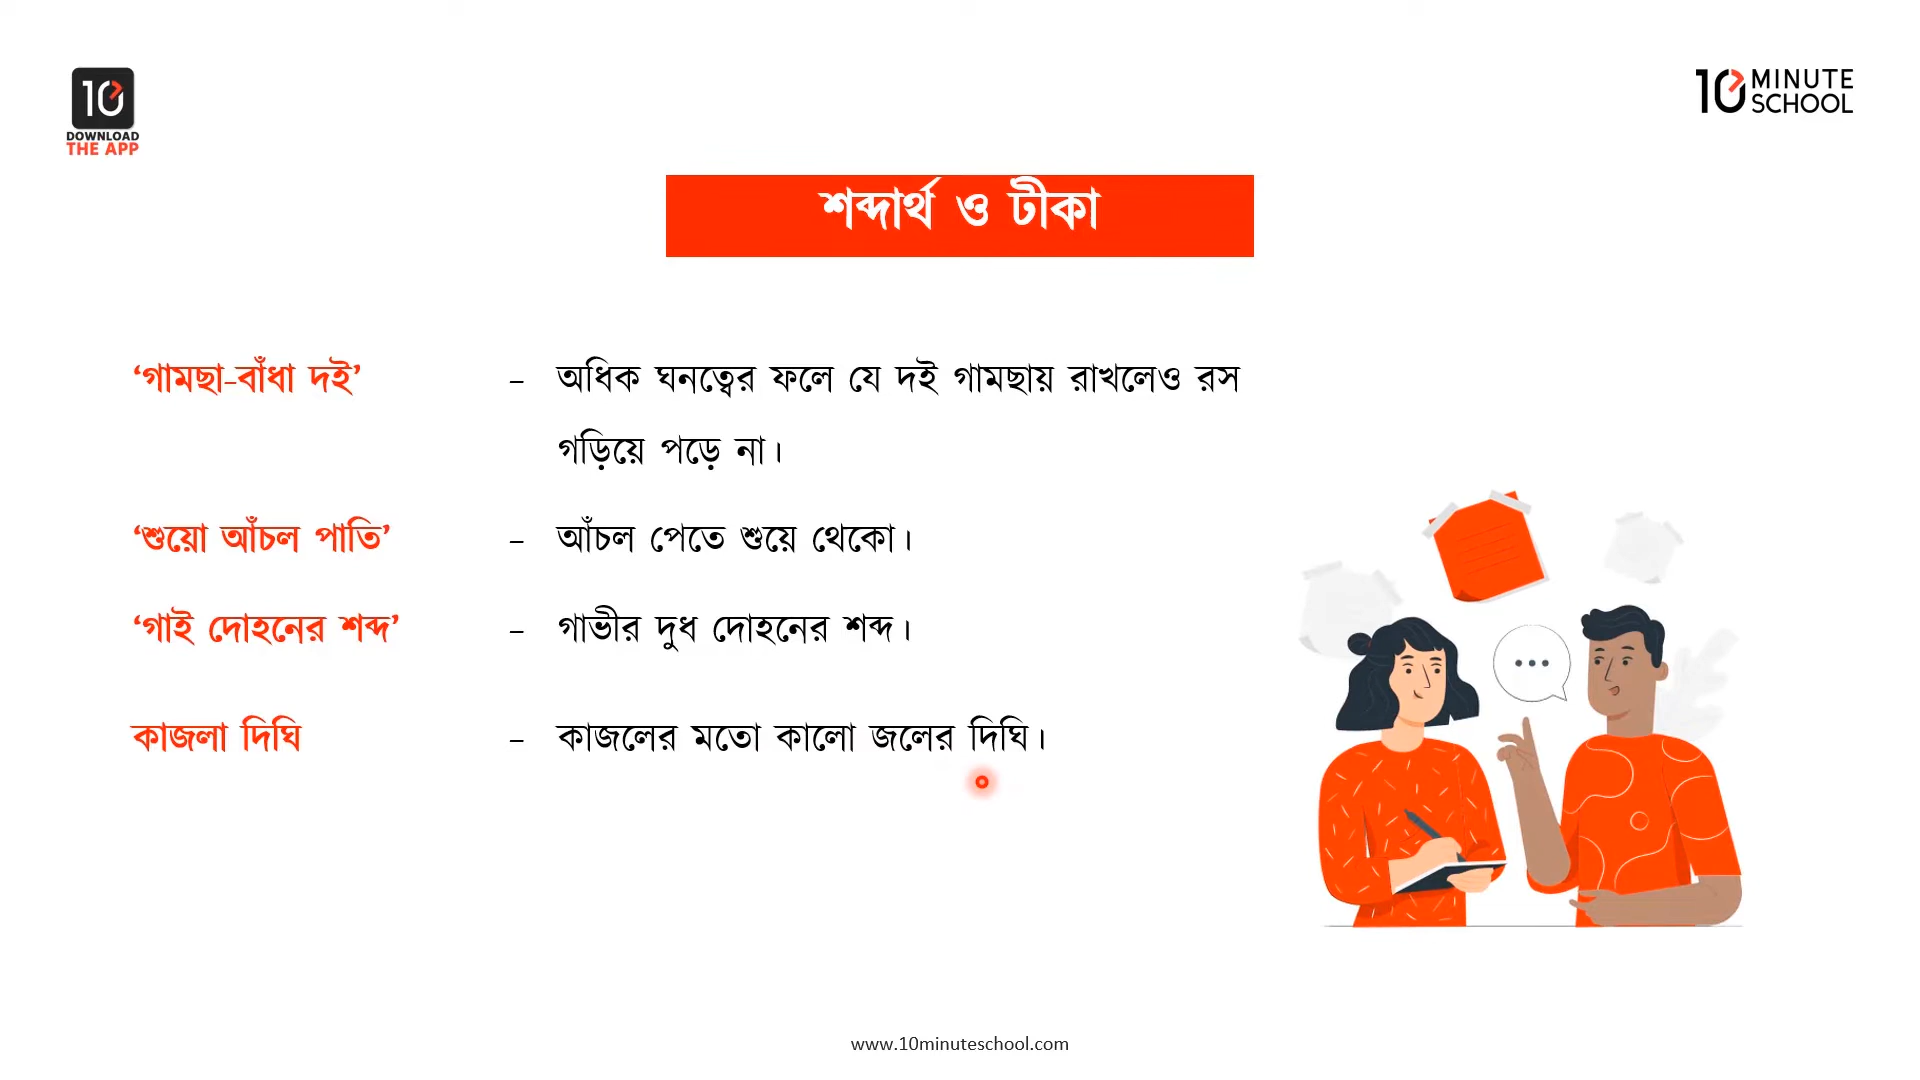 10
DOWNLOAD
THE APP
10 MINUTE
SCHOOL
শব্দার্থ ও টীকা
‘গামছা-বাঁধা দই’ – অধিক ঘনত্বের ফলে যে দই গামছায় রাখলেও রস
গড়িয়ে পড়ে না।
‘শুয়ো আঁচল পাতি’ – আঁচল পেতে শুয়ে থেকো।
‘গাই দোহনের শব্দ’ – গাভীর দুধ দোহনের শব্দ।
কাজলা দিঘি – কাজলের মতো কালো জলের দিঘি।
www.10minuteschool.com